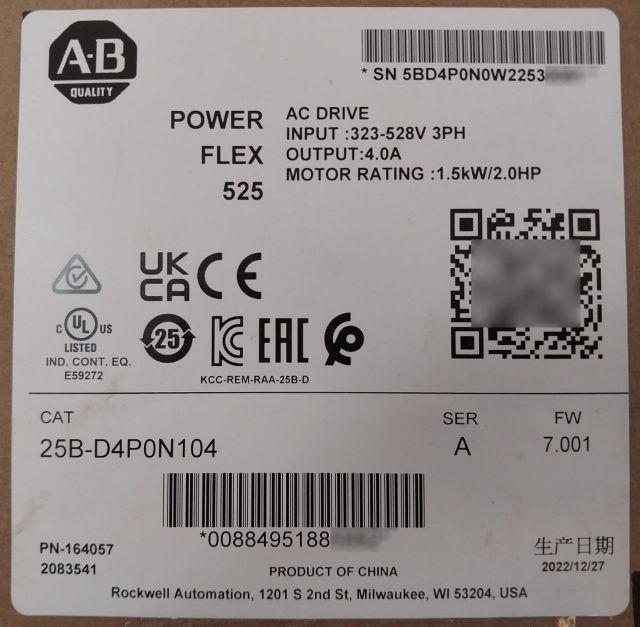 A-B
QUALITY
* SN 5BD4P0N0W2253
POWER
FLEX
525
AC DRIVE
INPUT :323-528V 3PH
OUTPUT:4.0A
MOTOR RATING :1.5kW/2.0HP
UK
CA
CE
C UL US
LISTED
IND. CONT. EQ.
E59272
25
KC
EAC
KCC-REM-RAA-25B-D
CAT
25B-D4P0N104
SER
A
FW
7.001
*0088495188
PN-164057
2083541
PRODUCT OF CHINA
生产日期
2022/12/27
Rockwell Automation, 1201 S 2nd St, Milwaukee, WI 53204, USA